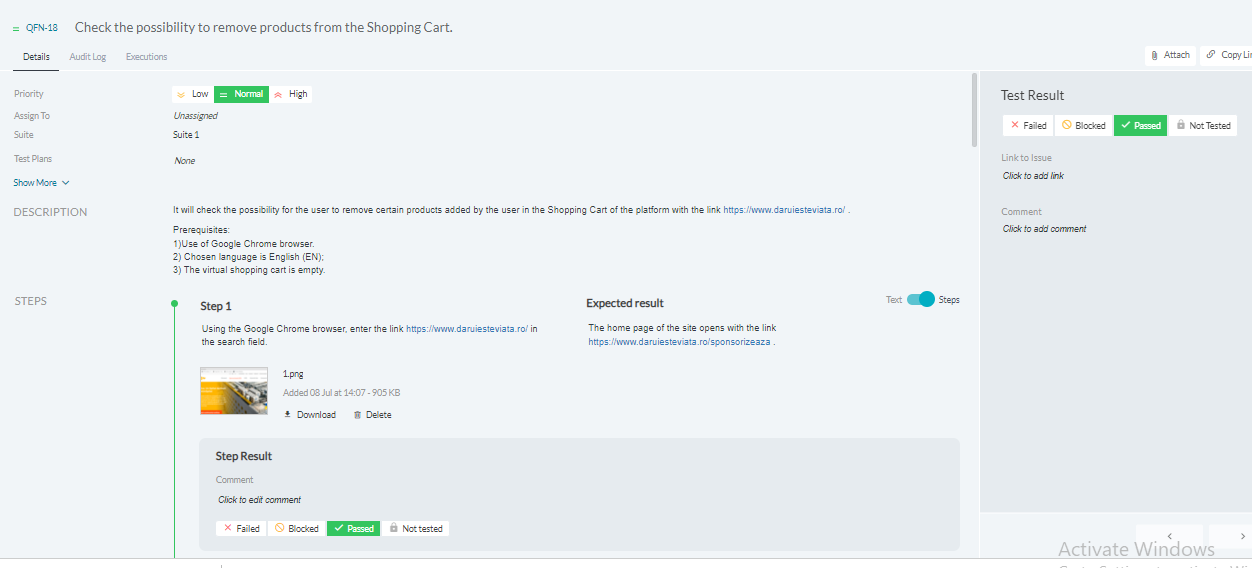 QFN-18 Check the possibility to remove products from the Shopping Cart.
Details Audit Log Executions
Attach Copy Lin
Priority Low Normal High
Assign To Unassigned
Suite Suite 1
Test Plans None
Show More
DESCRIPTION It will check the possibility for the user to remove certain products added by the user in the Shopping Cart of the platform with the link https://www.daruiesteviata.ro/ .
Prerequisites:
1)Use of Google Chrome browser.
2) Chosen language is English (EN);
3) The virtual shopping cart is empty.
STEPS
Step 1
Using the Google Chrome browser, enter the link https://www.daruiesteviata.ro/ in
the search field.
Expected result
The home page of the site opens with the link
https://www.daruiesteviata.ro/sponsorizeaza .
Text Steps
1.png
Added 08 Jul at 14:07 - 905 KB
Download Delete
Step Result
Comment
Click to edit comment
Failed Blocked Passed Not tested
Test Result
Failed Blocked Passed Not Tested
Link to Issue
Click to add link
Comment
Click to add comment
Activate Windows